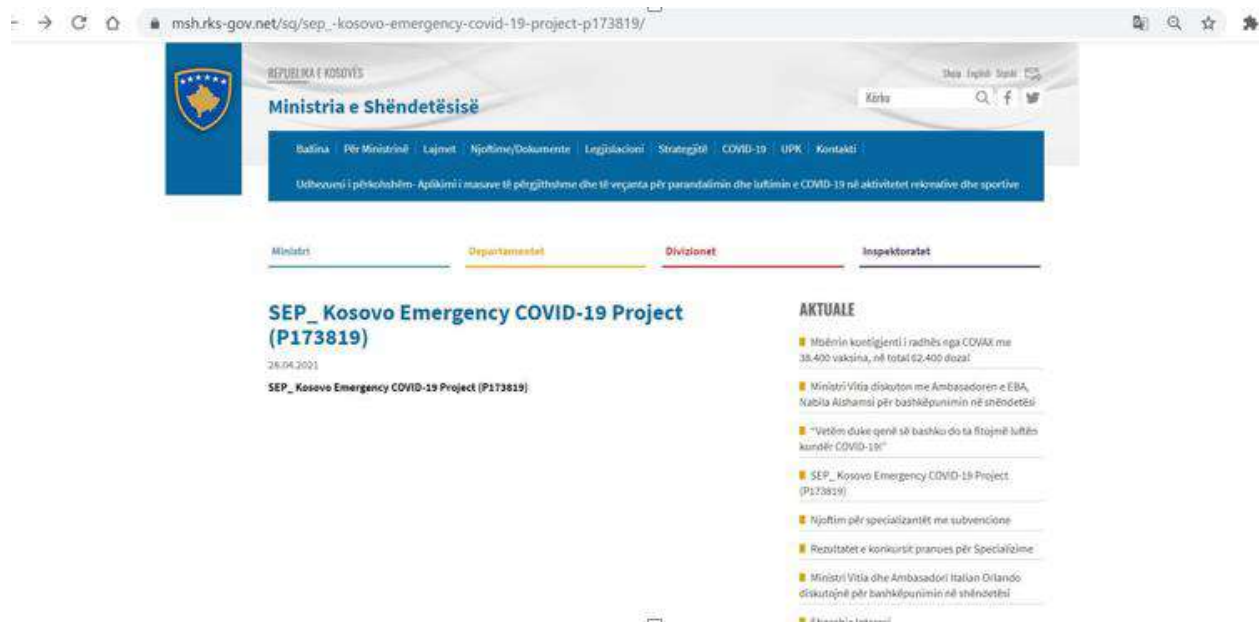 msh.rks-gov.net/sq/sep_-kosovo-emergency-covid-19-project-p173819/
REPUBLIKA E KOSOVËS
Shqip English Srpski
Ministria e Shëndetësisë
Kërko
Ballina Për Ministrinë Lajmet Njoftime/Dokumente Legjislacioni Strategjitë COVID-19 UPK Kontakti
Udhezuesi i përkohshëm- Aplikimi i masave të përgjithshme dhe të veçanta për parandalimin dhe luftimin e COVID-19 në aktivitetet rekreative dhe sportive
Ministri Departamentet Divizionet Inspektoratet
SEP_ Kosovo Emergency COVID-19 Project
(P173819)
26.04.2021
SEP_ Kosovo Emergency COVID-19 Project (P173819)
AKTUALE
Mbërrin kontigjenti i radhës nga COVAX me
38.400 vaksina, në total 62.400 doza!
Ministri Vitia diskuton me Ambasadoren e EBA,
Nabila Alshamsi për bashkëpunimin në shëndetësi
"Vetëm duke qenë së bashku do ta fitojmë luftën
kundër COVID-19!"
SEP_ Kosovo Emergency COVID-19 Project
(P173819)
Njoftim për specializantët me subvencione
Rezultatet e konkursit pranues për Specializime
Ministri Vitia dhe Ambasadori Italian Orlando
diskutojnë për bashkëpunimin në shëndetësi